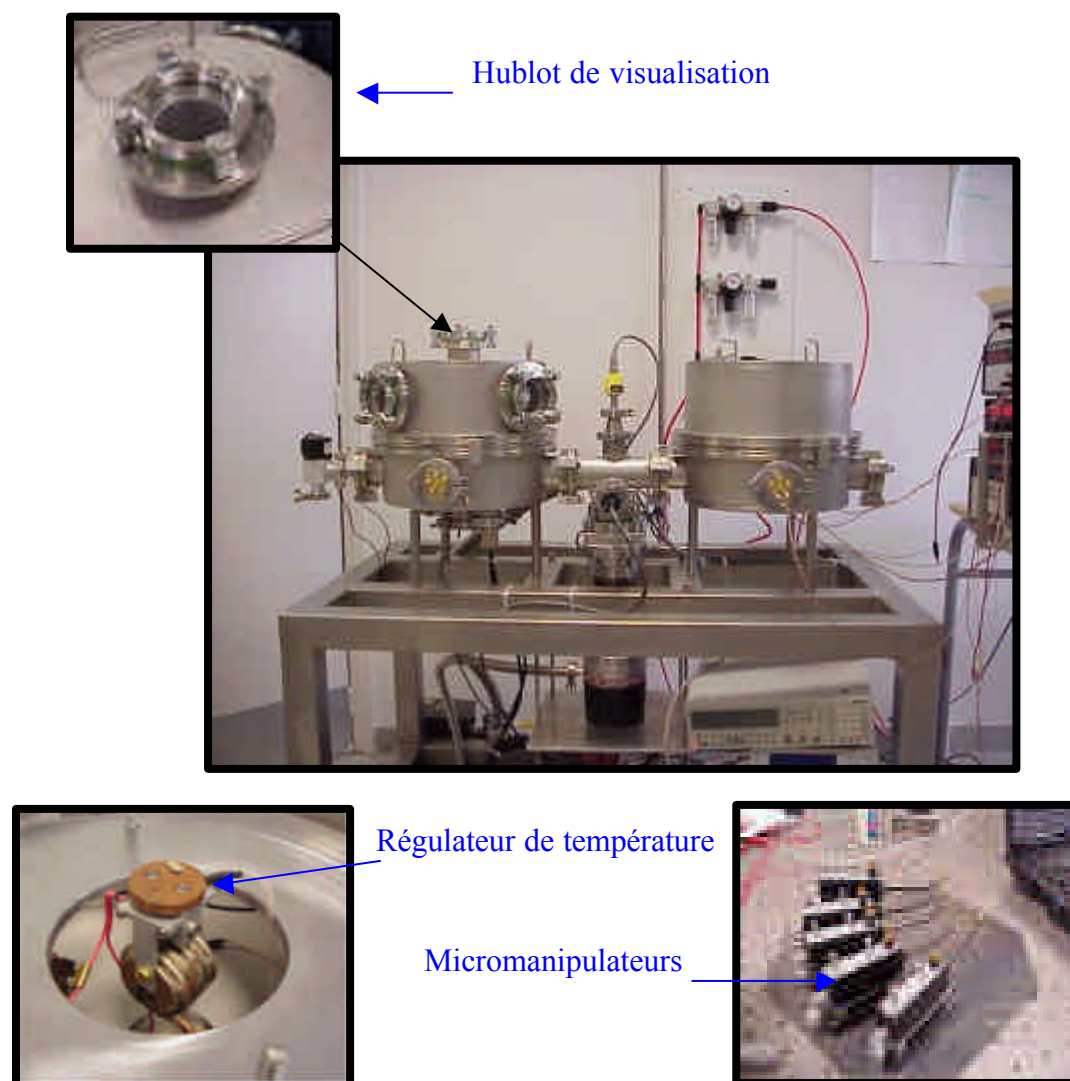 Hublot de visualisation
Régulateur de température
Micromanipulateurs